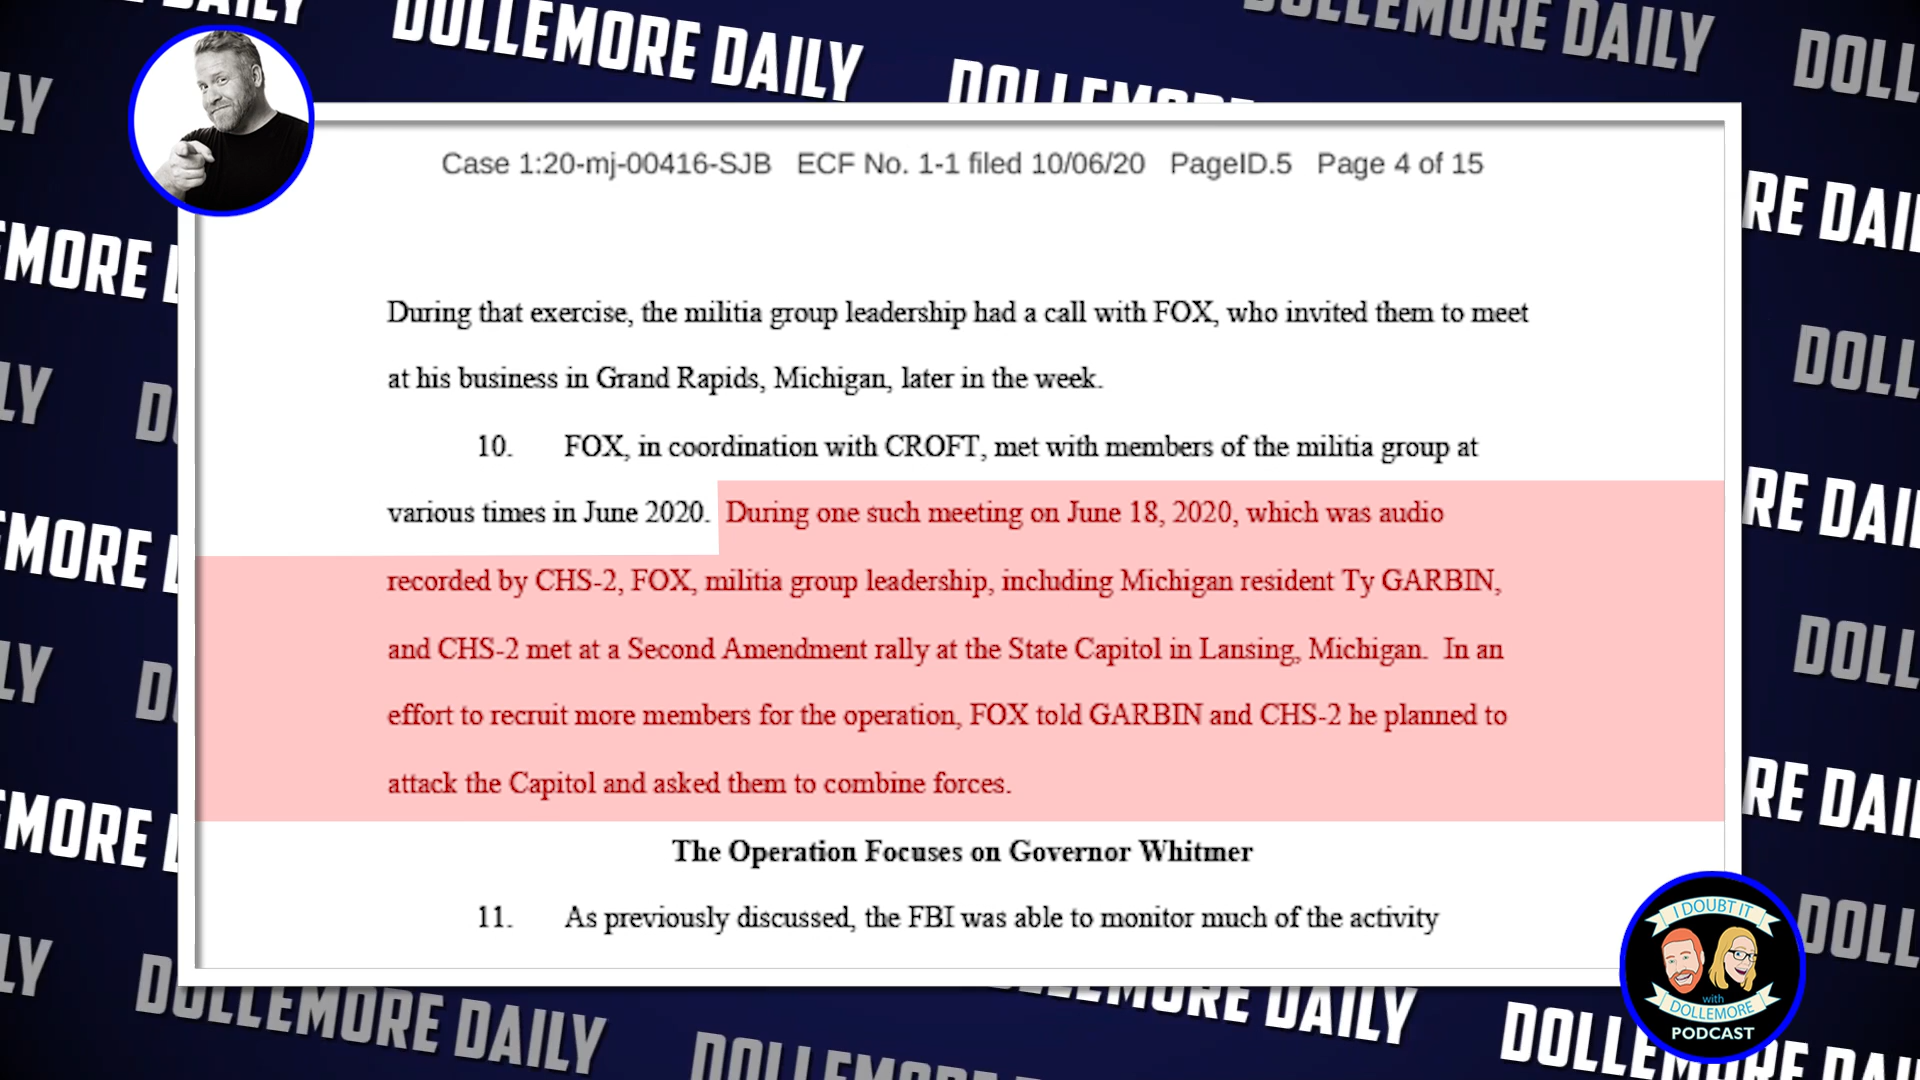 DOLLEMORE DAILY
DOLLEMORE DAILY
Case 1:20-mj-00416-SJB ECF No. 1-1 filed 10/06/20 PageID.5 Page 4 of 15
During that exercise, the militia group leadership had a call with FOX, who invited them to meet
at his business in Grand Rapids, Michigan, later in the week.
10. FOX, in coordination with CROFT, met with members of the militia group at
various times in June 2020. During one such meeting on June 18, 2020, which was audio
recorded by CHS-2, FOX, militia group leadership, including Michigan resident Ty GARBIN,
and CHS-2 met at a Second Amendment rally at the State Capitol in Lansing, Michigan. In an
effort to recruit more members for the operation, FOX told GARBIN and CHS-2 he planned to
attack the Capitol and asked them to combine forces.
The Operation Focuses on Governor Whitmer
11. As previously discussed, the FBI was able to monitor much of the activity
I DOUBT IT
with
DOLLEMORE
PODCAST
DOLLEMORE DAILY